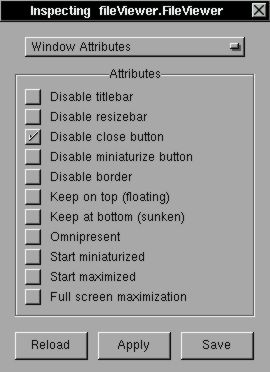 Inspecting fileViewer.FileViewer
Window Attributes
Attributes
Disable titlebar
Disable resizebar
Disable close button
Disable miniaturize button
Disable border
Keep on top (floating)
Keep at bottom (sunken)
Omnipresent
Start miniaturized
Start maximized
Full screen maximization
Reload Apply Save